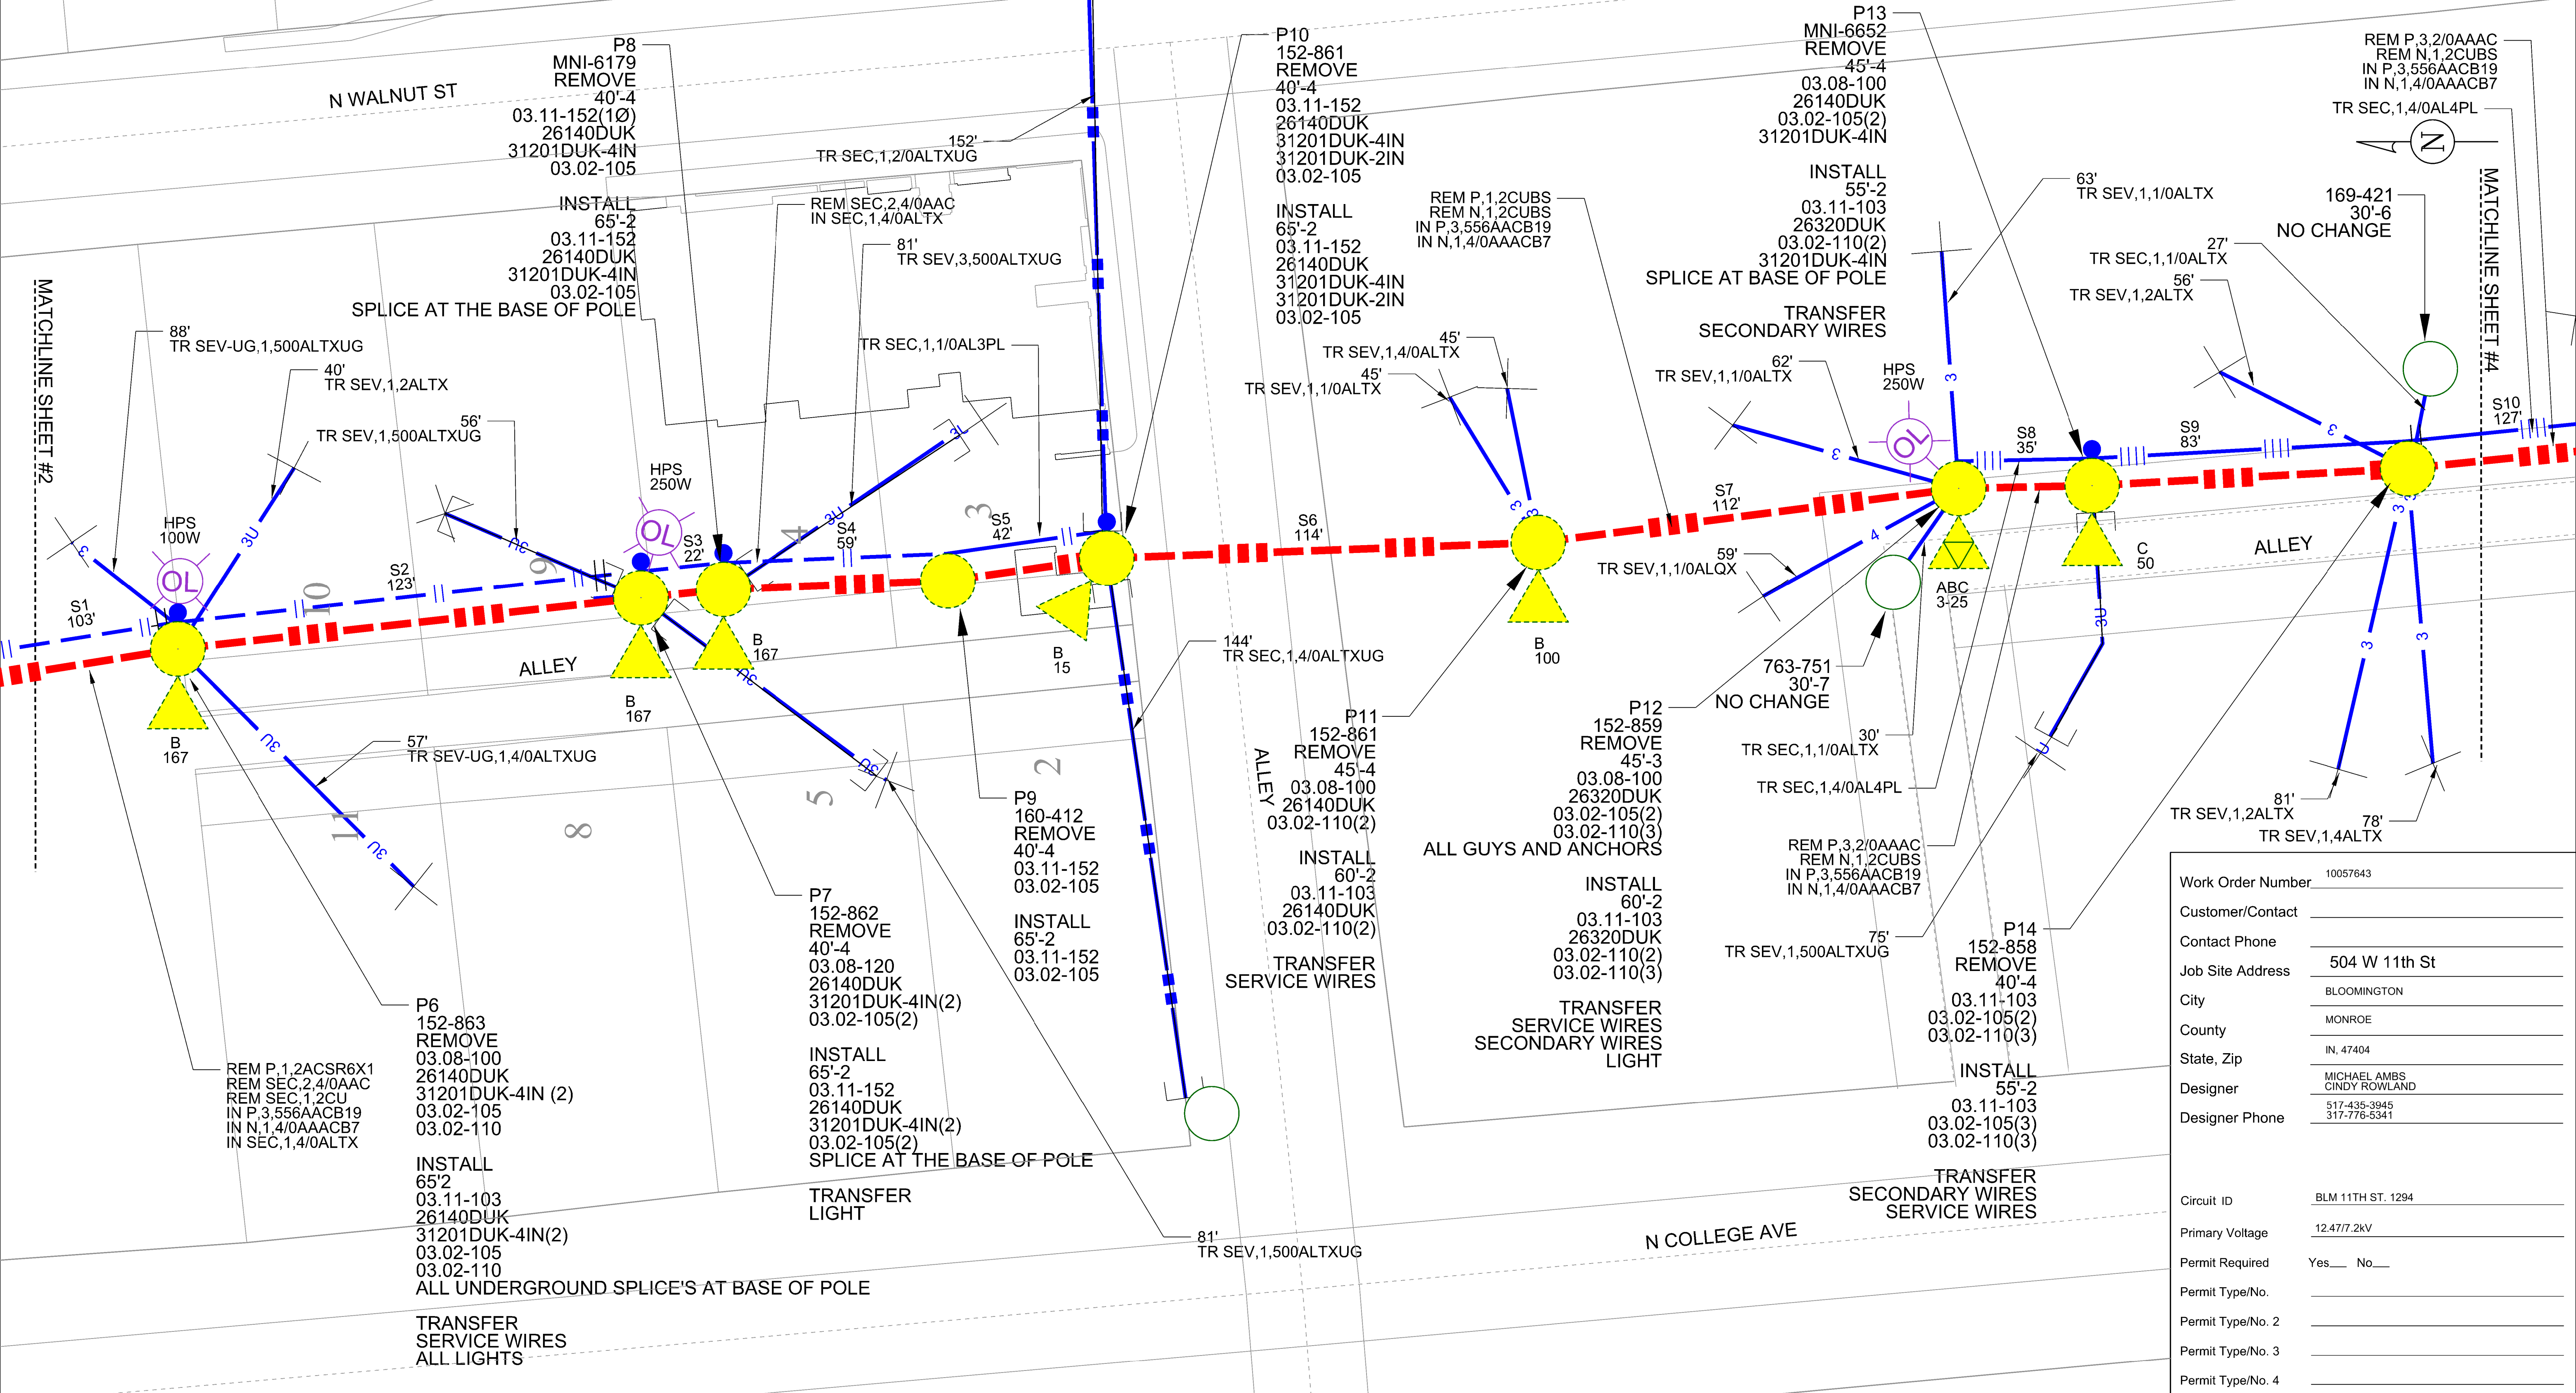 N WALNUT ST
MATCHLINE SHEET #2
P8
MNI-6179
REMOVE
40'-4
03.11-152(1Ø)
26140DUK
31201DUK-4IN
03.02-105
INSTALL
65'-2
03.11-152
26140DUK
31201DUK-4IN
03.02-105
SPLICE AT THE BASE OF POLE
152'
TR SEC,1,2/0ALTXUG
REM SEC,2,4/0AAC
IN SEC,1,4/0ALTX
81'
TR SEV,3,500ALTXUG
TR SEC,1,1/0AL3PL
P10
152-861
REMOVE
40'-4
03.11-152
26140DUK
31201DUK-4IN
31201DUK-2IN
03.02-105
INSTALL
65'-2
03.11-152
26140DUK
31201DUK-4IN
31201DUK-2IN
03.02-105
REM P,1,2CUBS
REM N,1,2CUBS
IN P,3,556AACB19
IN N,1,4/0AAACB7
45'
TR SEV,1,4/0ALTX
45'
TR SEV,1,1/0ALTX
P13
MNI-6652
REMOVE
45'-4
03.08-100
26140DUK
03.02-105(2)
31201DUK-4IN
INSTALL
55'-2
03.11-103
26320DUK
03.02-110(2)
31201DUK-4IN
SPLICE AT BASE OF POLE
TRANSFER
SECONDARY WIRES
62'
TR SEV,1,1/0ALTX
63'
TR SEV,1,1/0ALTX
REM P,3,2/0AAAC
REM N,1,2CUBS
IN P,3,556AACB19
IN N,1,4/0AAACB7
TR SEC,1,4/0AL4PL
N
MATCHLINE SHEET #4
169-421
30'-6
NO CHANGE
27'
TR SEC,1,1/0ALTX
56'
TR SEV,1,2ALTX
88'
TR SEV-UG,1,500ALTXUG
40'
TR SEV,1,2ALTX
56'
TR SEV,1,500ALTXUG
HPS
100W
OL
HPS
250W
OL
HPS
250W
OL
S1
103'
S2
123'
S3
22'
S4
59'
S5
42'
S6
114'
S7
112'
S8
35'
S9
83'
S10
127'
3
3U
3U
3L
3U
3
3
3
3
4
3
3
3
3
3
3U
U
3U
3U
3U
3U
10
9
4
3
11
8
5
2
B
167
B
167
B
167
B
15
B
100
ABC
3-25
C
50
ALLEY
ALLEY
ALLEY
57'
TR SEV-UG,1,4/0ALTXUG
144'
TR SEC,1,4/0ALTXUG
59'
TR SEV,1,1/0ALQX
763-751
30'-7
NO CHANGE
30'
TR SEC,1,1/0ALTX
TR SEC,1,4/0AL4PL
REM P,3,2/0AAAC
REM N,1,2CUBS
IN P,3,556AACB19
IN N,1,4/0AAACB7
75'
TR SEV,1,500ALTXUG
81'
TR SEV,1,2ALTX
78'
TR SEV,1,4ALTX
REM P,1,2ACSR6X1
REM SEC,2,4/0AAC
REM SEC,1,2CU
IN P,3,556AACB19
IN N,1,4/0AAACB7
IN SEC,1,4/0ALTX
P6
152-863
REMOVE
03.08-100
26140DUK
31201DUK-4IN (2)
03.02-105
03.02-110
INSTALL
65'2
03.11-103
26140DUK
31201DUK-4IN(2)
03.02-105
03.02-110
ALL UNDERGROUND SPLICE'S AT BASE OF POLE
TRANSFER
SERVICE WIRES
ALL LIGHTS
P7
152-862
REMOVE
40'-4
03.08-120
26140DUK
31201DUK-4IN(2)
03.02-105(2)
INSTALL
65'-2
03.11-152
26140DUK
31201DUK-4IN(2)
03.02-105(2)
SPLICE AT THE BASE OF POLE
TRANSFER
LIGHT
P9
160-412
REMOVE
40'-4
03.11-152
03.02-105
INSTALL
65'-2
03.11-152
03.02-105
81'
TR SEV,1,500ALTXUG
P11
152-861
REMOVE
45'-4
03.08-100
26140DUK
03.02-110(2)
INSTALL
60'-2
03.11-103
26140DUK
03.02-110(2)
TRANSFER
SERVICE WIRES
P12
152-859
REMOVE
45'-3
03.08-100
26320DUK
03.02-105(2)
03.02-110(3)
ALL GUYS AND ANCHORS
INSTALL
60'-2
03.11-103
26320DUK
03.02-110(2)
03.02-110(3)
TRANSFER
SERVICE WIRES
SECONDARY WIRES
LIGHT
P14
152-858
REMOVE
40'-4
03.11-103
03.02-105(2)
03.02-110(3)
INSTALL
55'-2
03.11-103
03.02-105(3)
03.02-110(3)
TRANSFER
SECONDARY WIRES
SERVICE WIRES
N COLLEGE AVE
Work Order Number 10057643
Customer/Contact
Contact Phone
Job Site Address 504 W 11th St
City BLOOMINGTON
County MONROE
State, Zip IN, 47404
Designer MICHAEL AMBS
CINDY ROWLAND
Designer Phone 517-435-3945
317-776-5341
Circuit ID BLM 11TH ST. 1294
Primary Voltage 12.47/7.2kV
Permit Required Yes__ No__
Permit Type/No.
Permit Type/No. 2
Permit Type/No. 3
Permit Type/No. 4